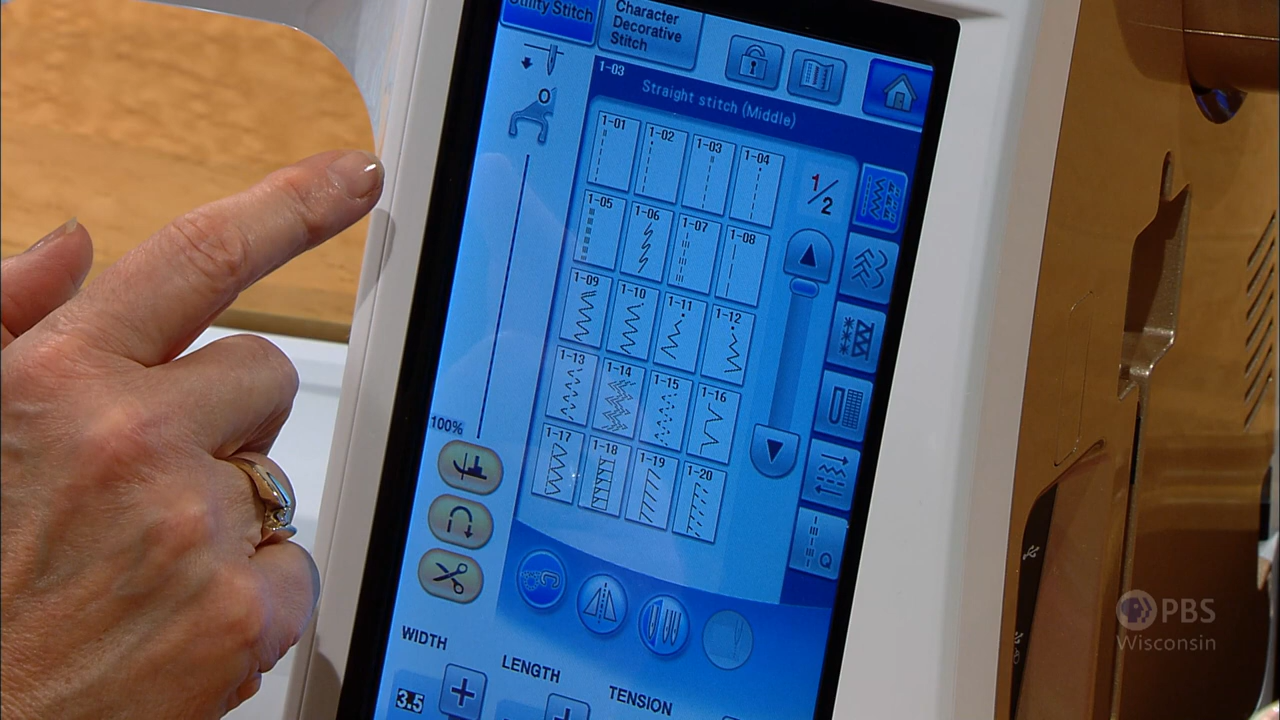 Utility Stitch
Character
Decorative
Stitch
1-03
Straight stitch (Middle)
1-01 1-02 1-03 1-04
1/2
1-05 1-06 1-07 1-08
1-09 1-10 1-11 1-12
1-13 1-14 1-15 1-16
1-17 1-18 1-19 1-20
Q
100%
WIDTH
LENGTH
TENSION
3.5
PBS
Wisconsin